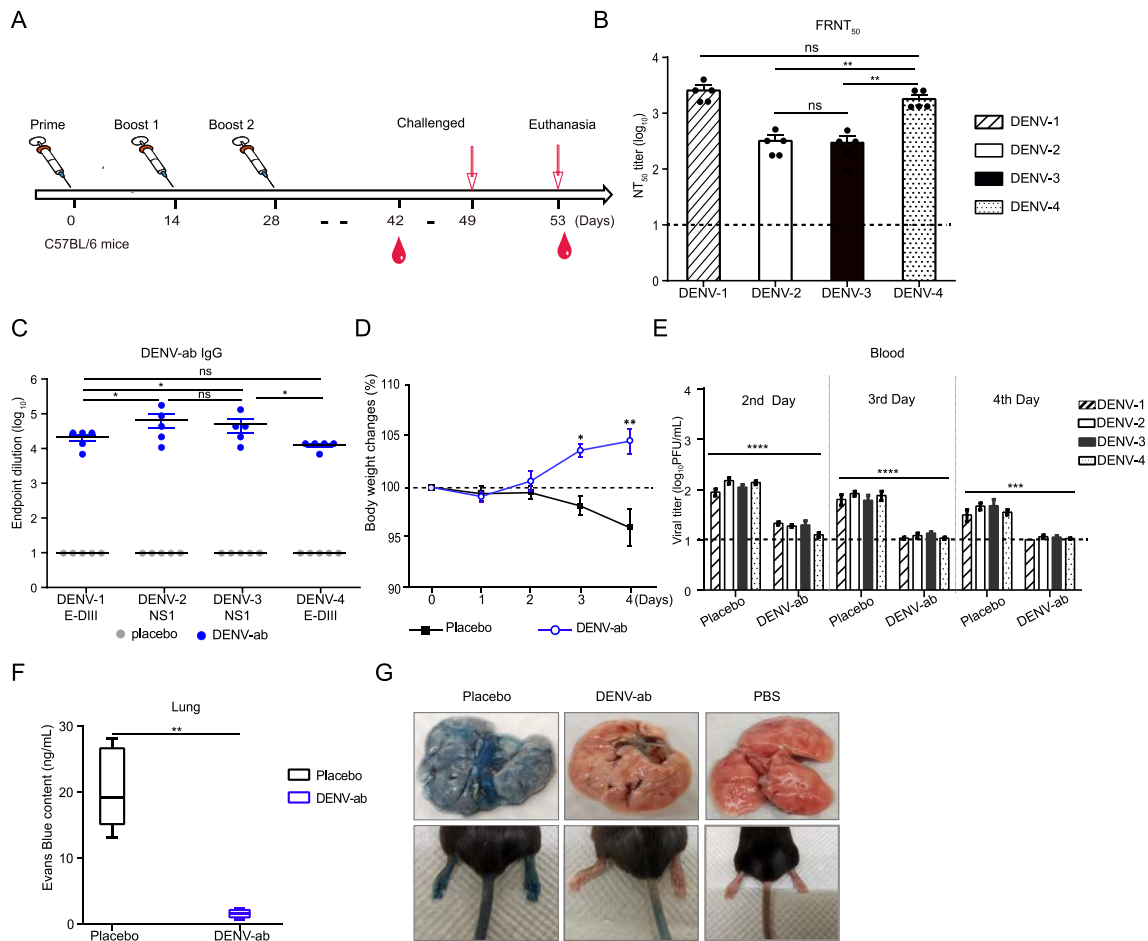 A
Prime
Boost 1
Boost 2
Challenged
Euthanasia
0
14
28
42
49
53
(Days)
C57BL/6 mice
B
FRNT50
NT50 titer (log10)
4
3
2
1
0
ns
**
**
ns
DENV-1
DENV-2
DENV-3
DENV-4
DENV-1
DENV-2
DENV-3
DENV-4
C
DENV-ab IgG
Endpoint dilution (log10)
6
5
4
3
2
1
0
ns
*
*
ns
*
DENV-1
E-DIII
DENV-2
NS1
DENV-3
NS1
DENV-4
E-DIII
placebo
DENV-ab
D
Body weight changes (%)
110
105
100
95
90
*
**
0
1
2
3
4(Days)
Placebo
DENV-ab
E
Blood
Viral titer (log10PFU/mL)
4
2
1
0
2nd Day
3rd Day
4th Day
****
****
***
DENV-1
DENV-2
DENV-3
DENV-4
Placebo
DENV-ab
Placebo
DENV-ab
Placebo
DENV-ab
F
Lung
Evans Blue content (ng/mL)
30
20
10
0
**
Placebo
DENV-ab
Placebo
DENV-ab
G
Placebo
DENV-ab
PBS